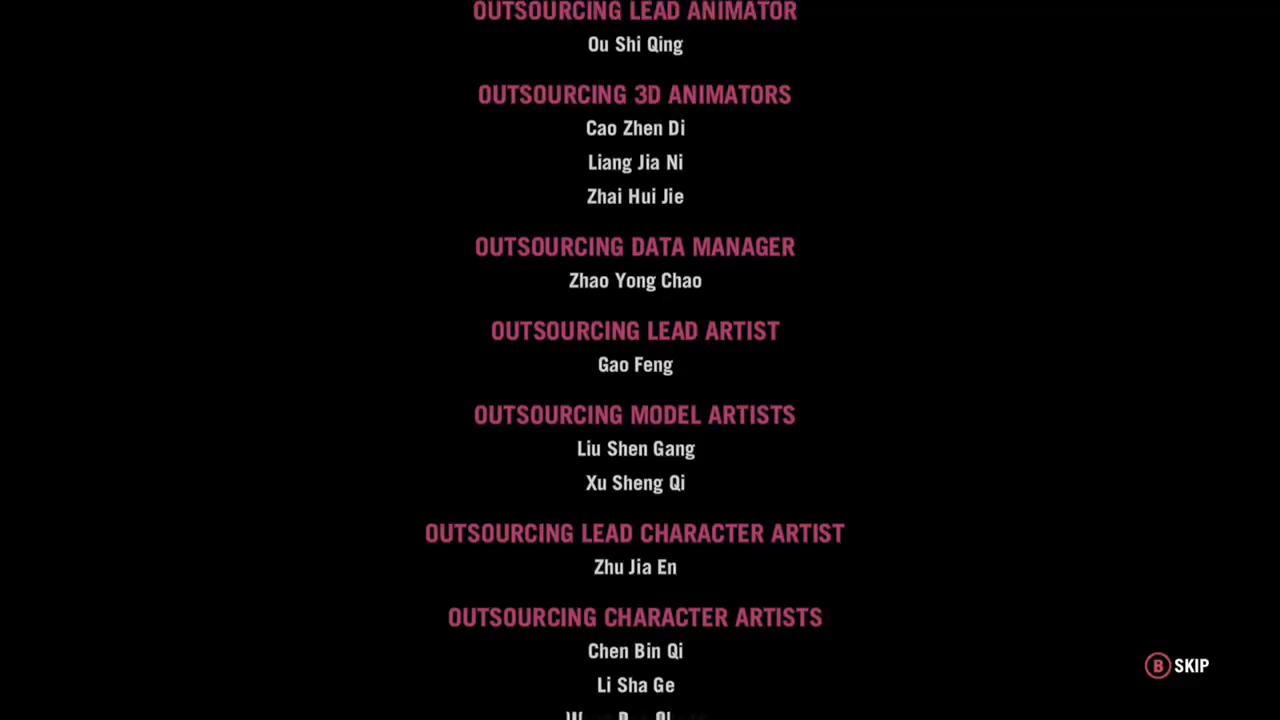 OUTSOURCING LEAD ANIMATOR
Ou Shi Qing
OUTSOURCING 3D ANIMATORS
Cao Zhen Di
Liang Jia Ni
Zhai Hui Jie
OUTSOURCING DATA MANAGER
Zhao Yong Chao
OUTSOURCING LEAD ARTIST
Gao Feng
OUTSOURCING MODEL ARTISTS
Liu Shen Gang
Xu Sheng Qi
OUTSOURCING LEAD CHARACTER ARTIST
Zhu Jia En
OUTSOURCING CHARACTER ARTISTS
Chen Bin Qi
Li Sha Ge
B SKIP